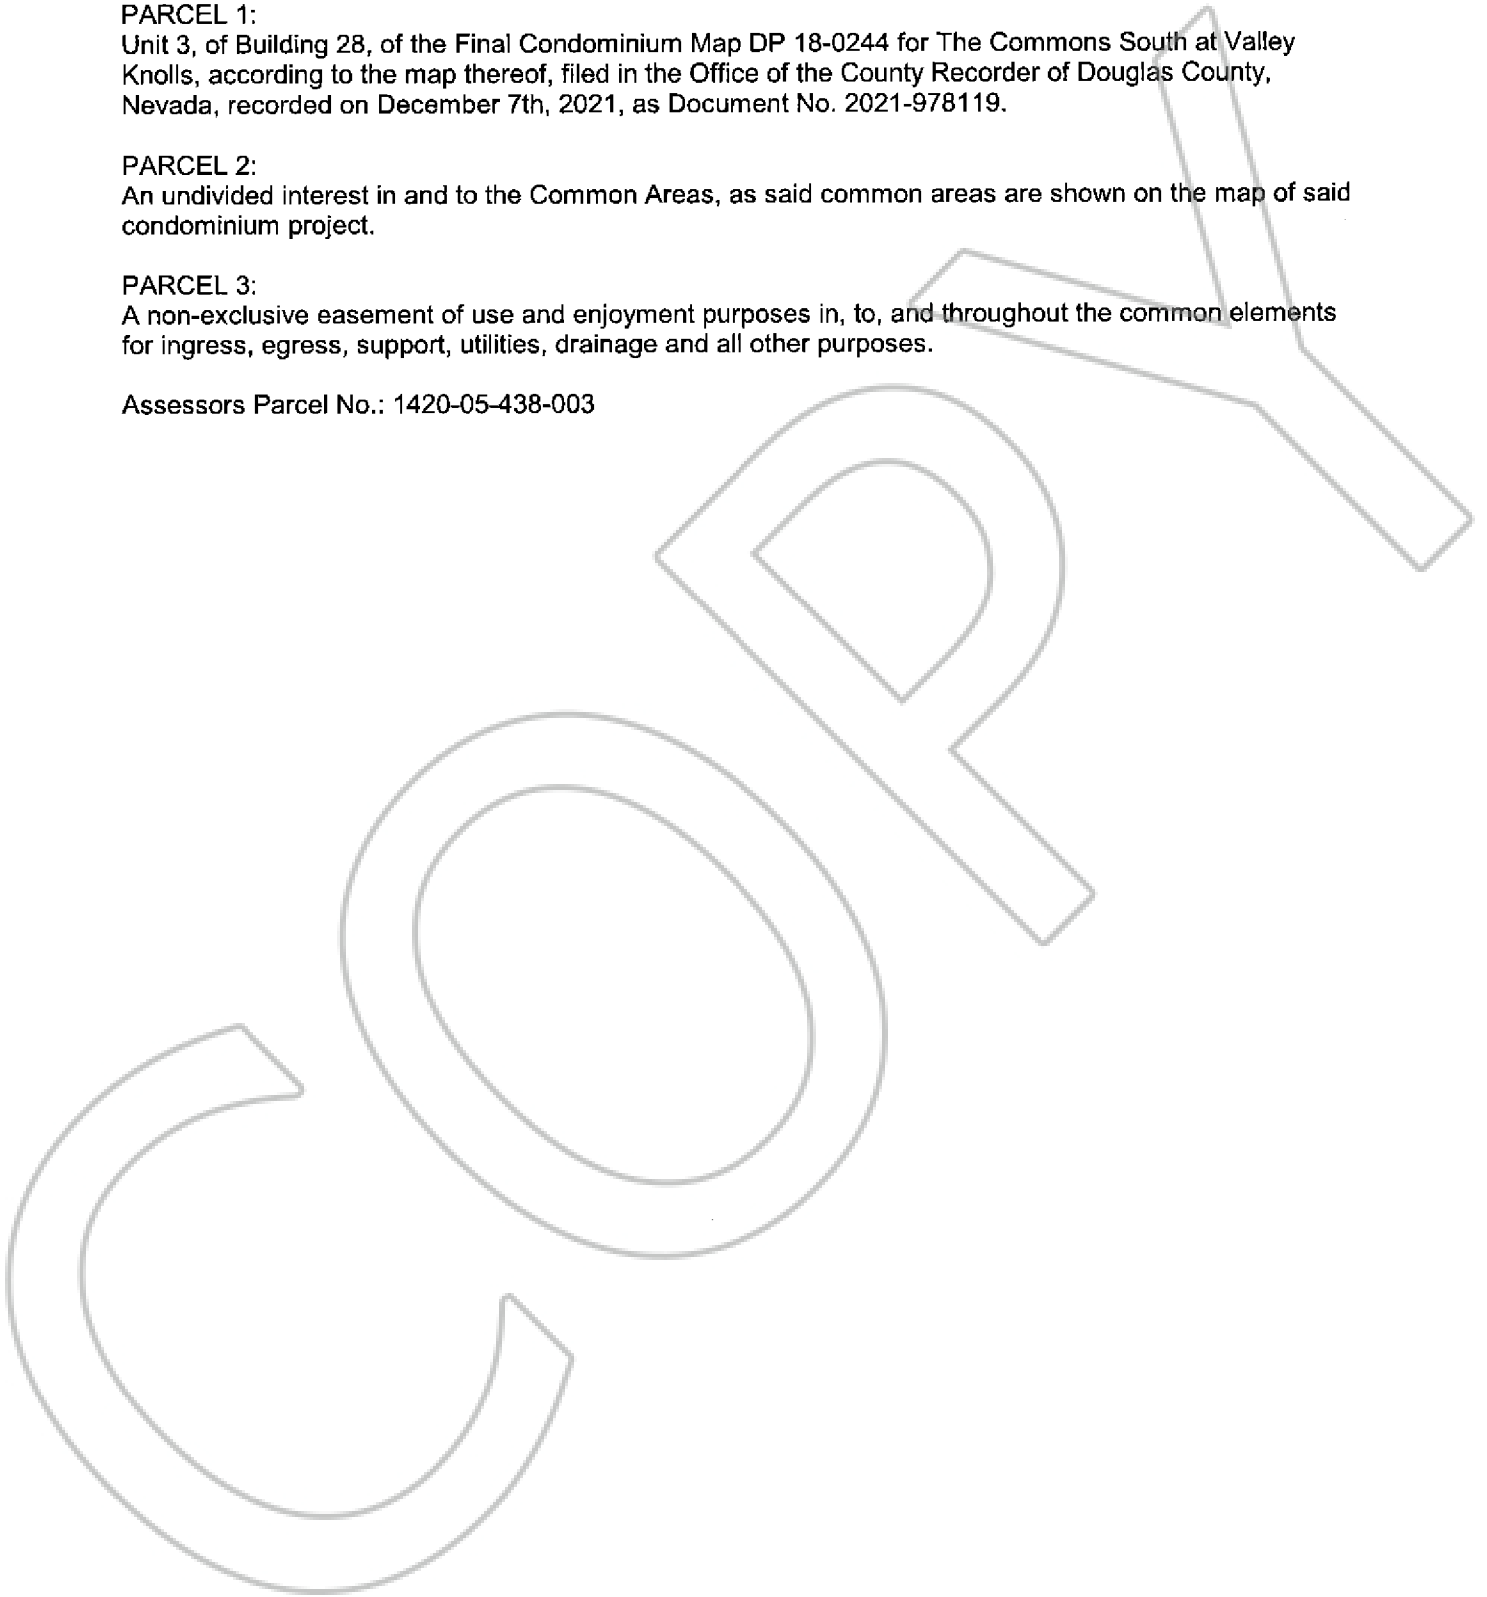 PARCEL 1:
Unit 3, of Building 28, of the Final Condominium Map DP 18-0244 for The Commons South at Valley
Knolls, according to the map thereof, filed in the Office of the County Recorder of Douglas County,
Nevada, recorded on December 7th, 2021, as Document No. 2021-978119.
PARCEL 2:
An undivided interest in and to the Common Areas, as said common areas are shown on the map of said
condominium project.
PARCEL 3:
A non-exclusive easement of use and enjoyment purposes in, to, and throughout the common elements
for ingress, egress, support, utilities, drainage and all other purposes.
Assessors Parcel No.: 1420-05-438-003
COPY